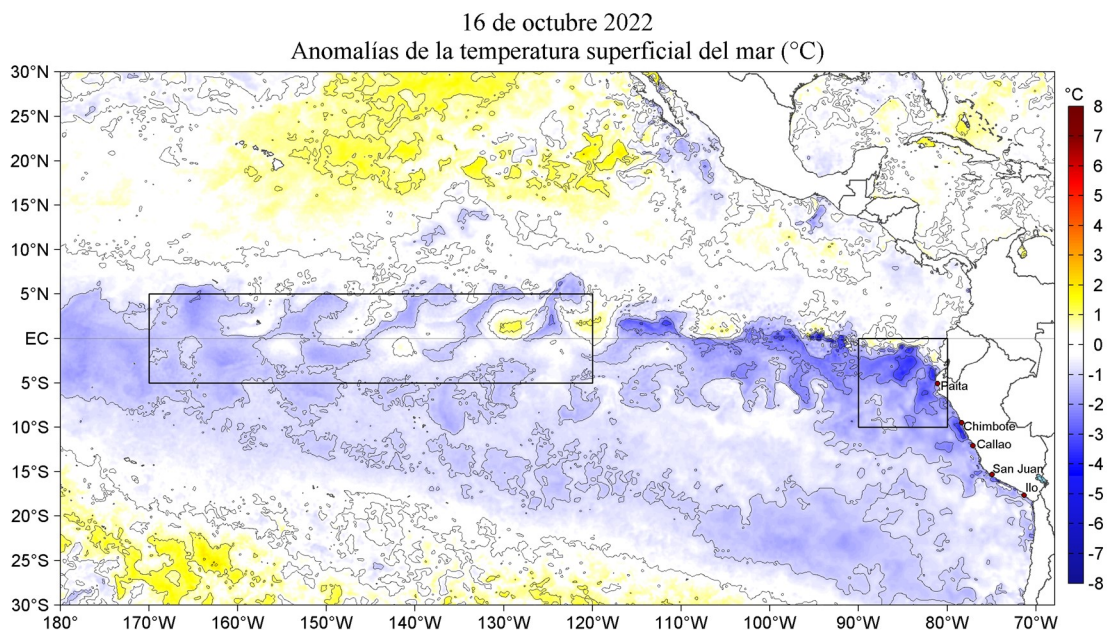 16 de octubre 2022
Anomalías de la temperatura superficial del mar (°C)
30°N
25°N
20°N
15°N
10°N
5°N
EC
5°S
10°S
15°S
20°S
25°S
30°S
180
170°W
160°W
150°W
140°W
130°W
120°W
110°W
100°W
90°W
80°W
70°W
Paita
Chimbote
Callao
San Juan
Ilo
°C
8
7
6
5
4
3
2
1
0
-1
-2
-3
-4
-5
-6
-7
-8